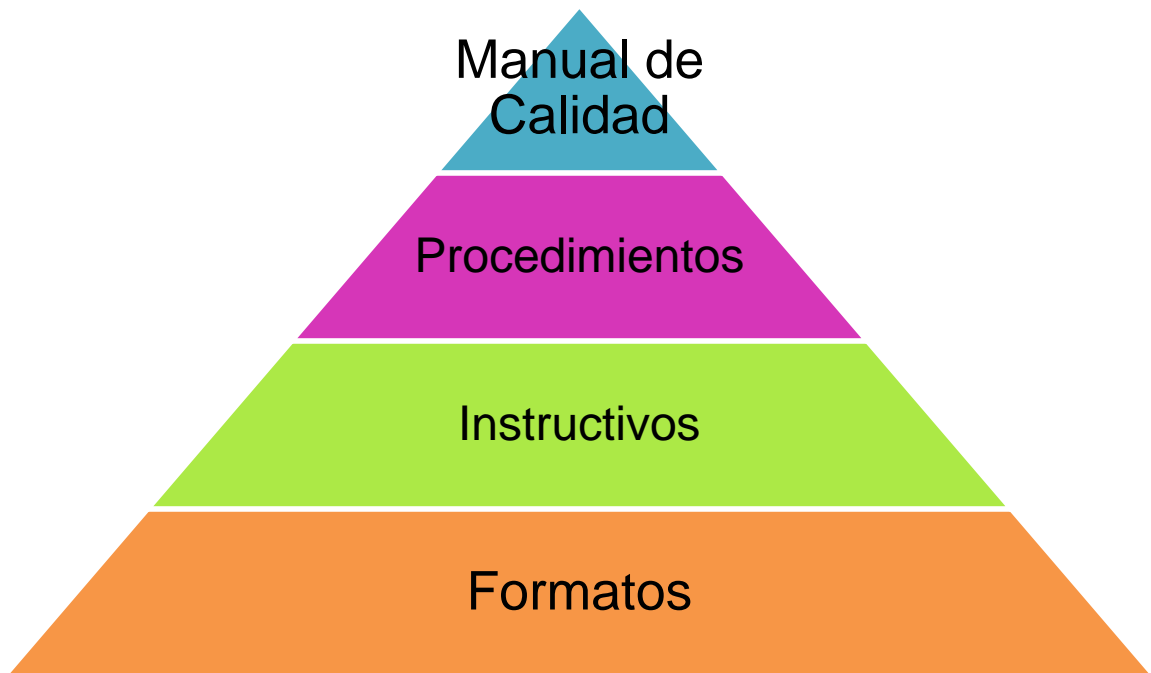 Manual de
Calidad
Procedimientos
Instructivos
Formatos